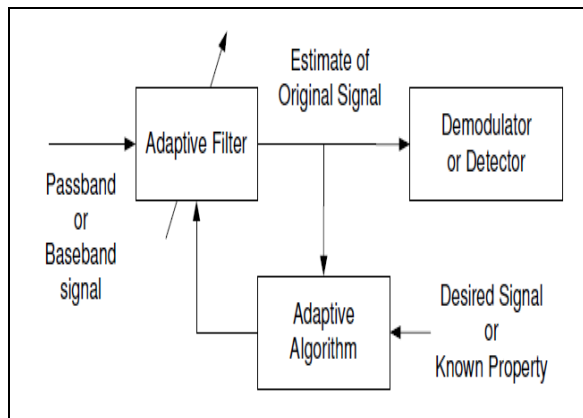 Estimate of
Original Signal
Adaptive Filter
Demodulator
or Detector
Passband
or
Baseband
signal
Adaptive
Algorithm
Desired Signal
or
Known Property